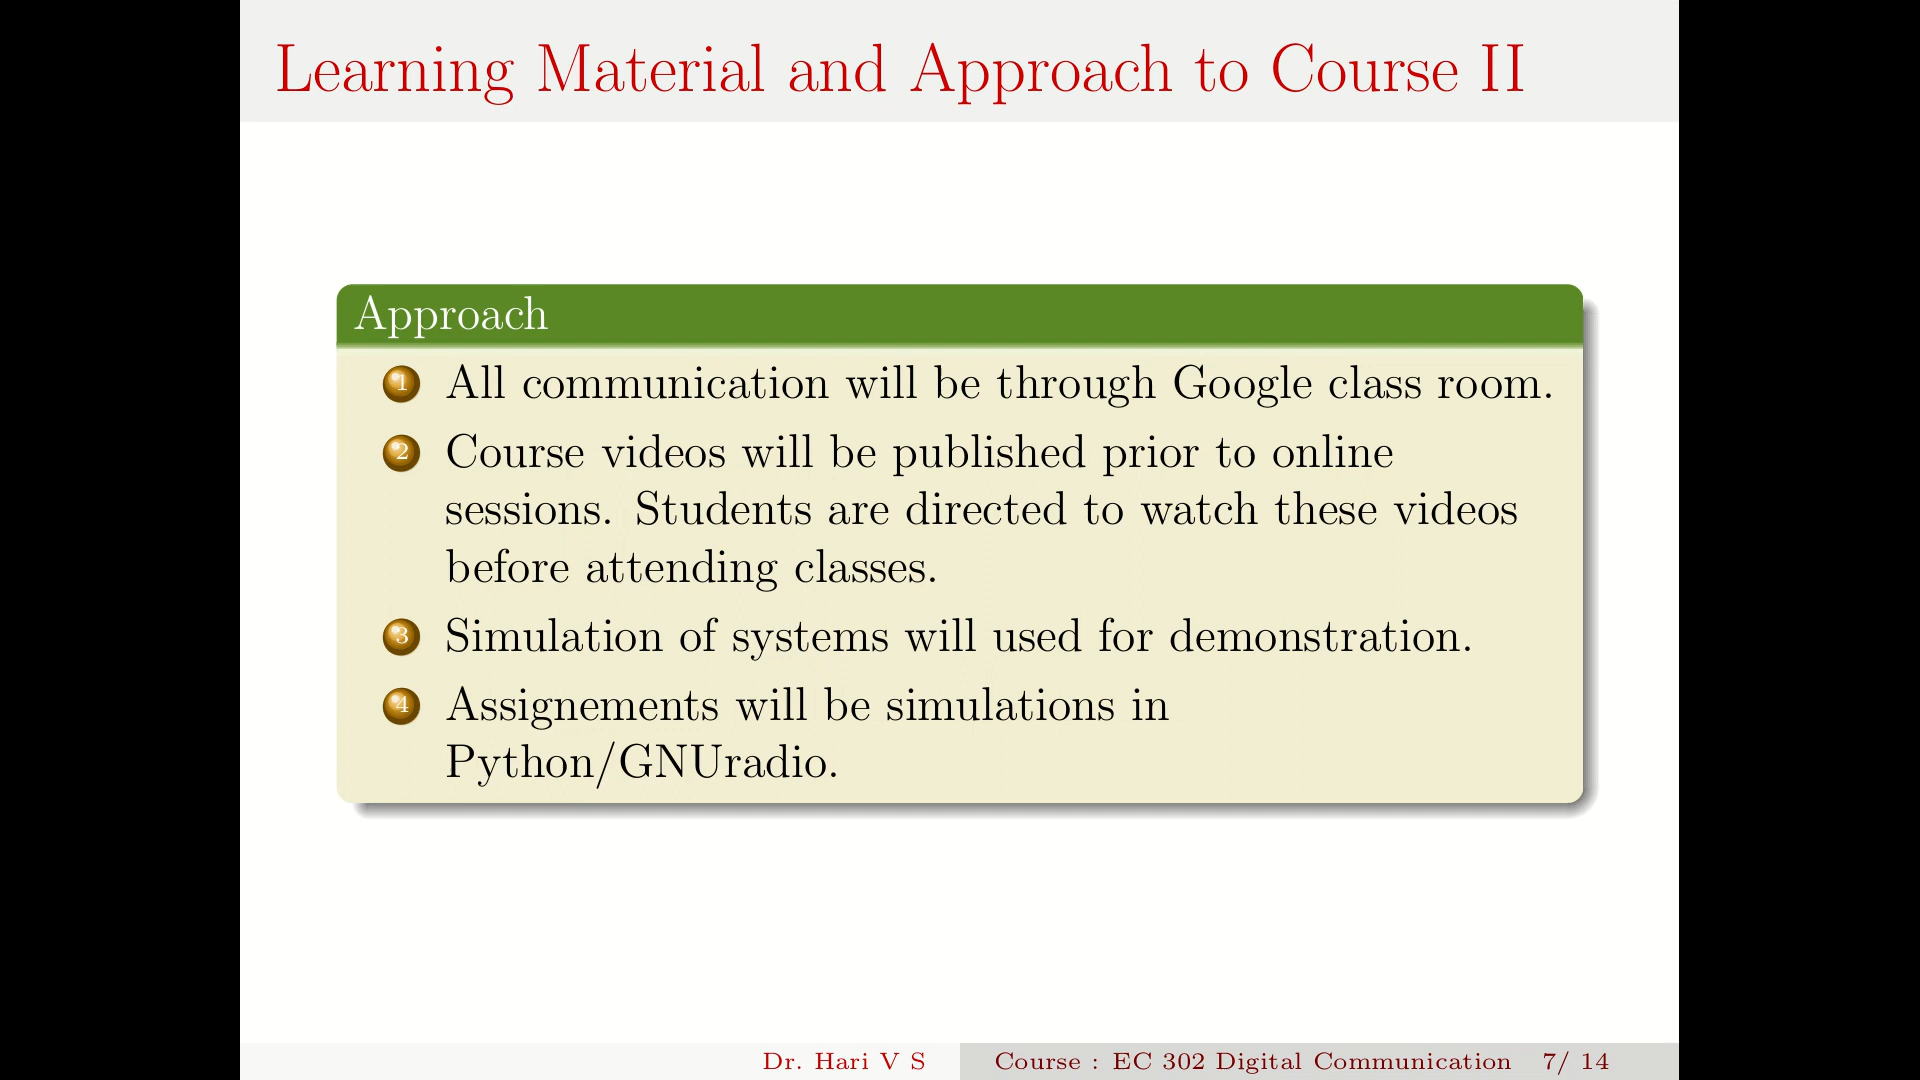 Learning Material and Approach to Course II
Approach
1 All communication will be through Google class room.
2 Course videos will be published prior to online
sessions. Students are directed to watch these videos
before attending classes.
3 Simulation of systems will used for demonstration.
4 Assignements will be simulations in
Python/GNUradio.
Dr. Hari V S Course : EC 302 Digital Communication 7/ 14